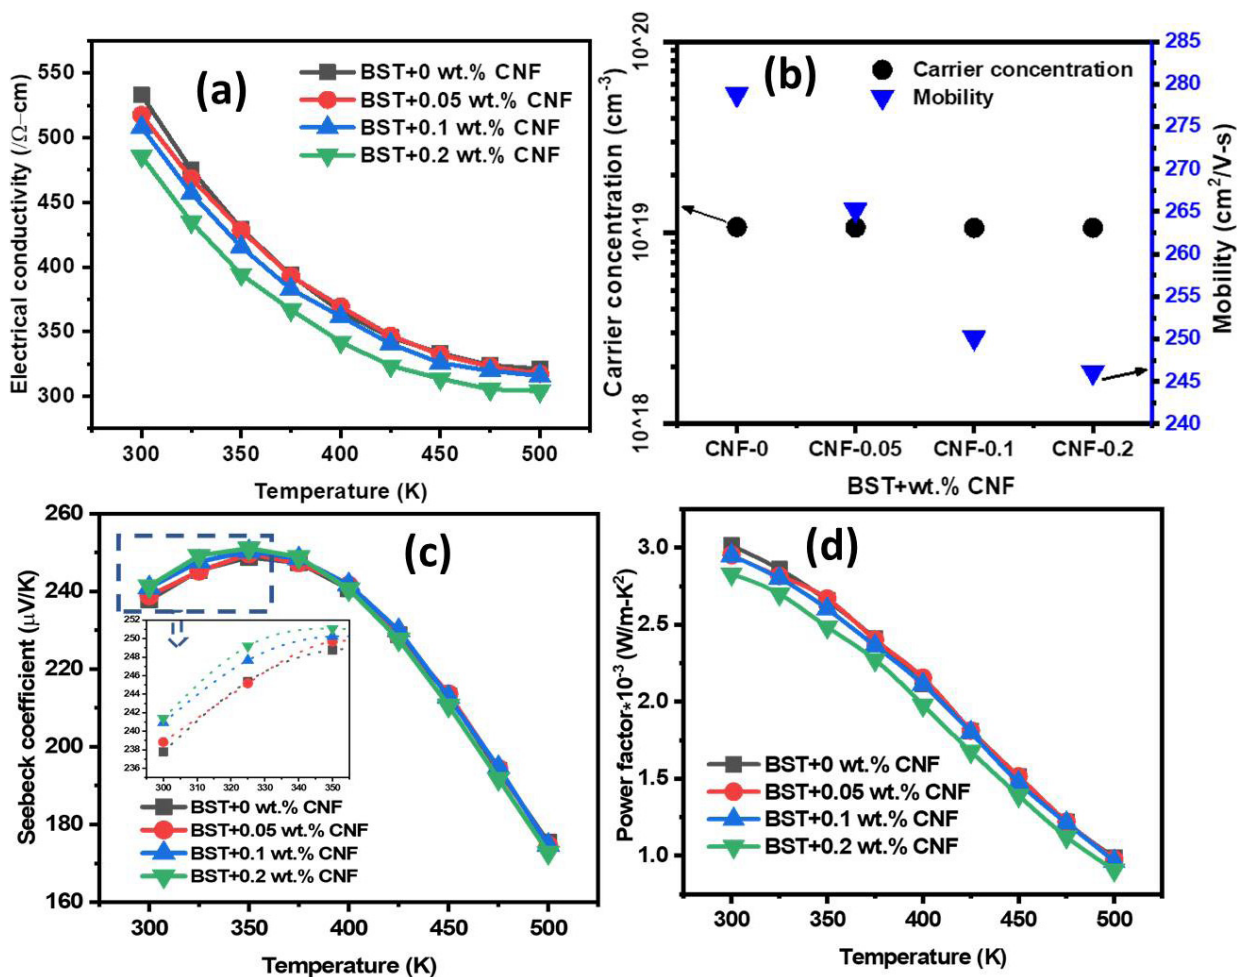 (a)
BST+0 wt.% CNF
BST+0.05 wt.% CNF
BST+0.1 wt.% CNF
BST+0.2 wt.% CNF
Electrical conductivity (/Ω−cm)
550
500
450
400
350
300
300 350 400 450 500
Temperature (K)
(b)
Carrier concentration
Mobility
Carrier concentration (cm-3)
10^20
10^19
10^18
Mobility (cm2/V-s)
285
280
275
270
265
260
255
250
245
240
CNF-0 CNF-0.05 CNF-0.1 CNF-0.2
BST+wt.% CNF
(c)
Seebeck coefficient (μV/K)
260
240
220
200
180
160
252
250
248
246
244
242
240
238
236
300 310 320 330 340 350
BST+0 wt.% CNF
BST+0.05 wt.% CNF
BST+0.1 wt.% CNF
BST+0.2 wt.% CNF
300 350 400 450 500
Temperature (K)
(d)
Power factor*10-3 (W/m-K2)
3.0
2.5
2.0
1.5
1.0
BST+0 wt.% CNF
BST+0.05 wt.% CNF
BST+0.1 wt.% CNF
BST+0.2 wt.% CNF
300 350 400 450 500
Temperature (K)